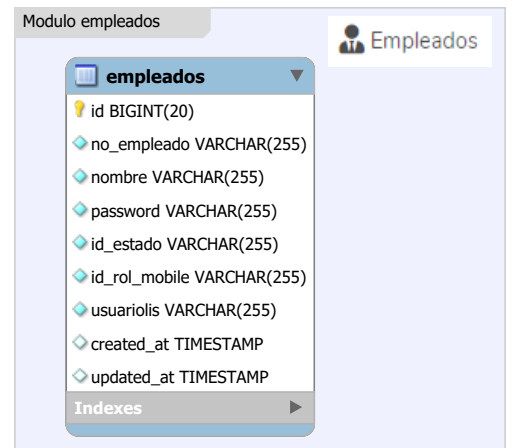 Modulo empleados
Empleados
empleados
id BIGINT(20)
no_empleado VARCHAR(255)
nombre VARCHAR(255)
password VARCHAR(255)
id_estado VARCHAR(255)
id_rol_mobile VARCHAR(255)
usuariolis VARCHAR(255)
created_at TIMESTAMP
updated_at TIMESTAMP
Indexes